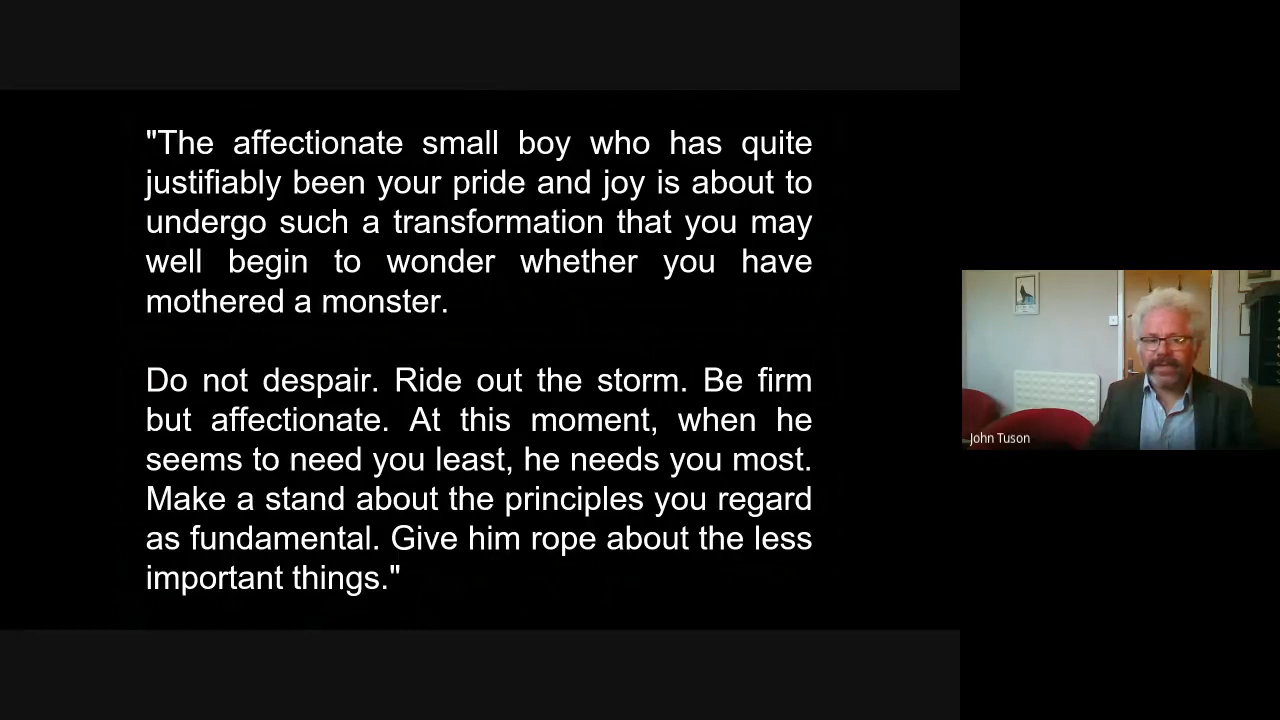 "The affectionate small boy who has quite
justifiably been your pride and joy is about to
undergo such a transformation that you may
well begin to wonder whether you have
mothered a monster.
Do not despair. Ride out the storm. Be firm
but affectionate. At this moment, when he
seems to need you least, he needs you most.
Make a stand about the principles you regard
as fundamental. Give him rope about the less
important things."
John Tuson